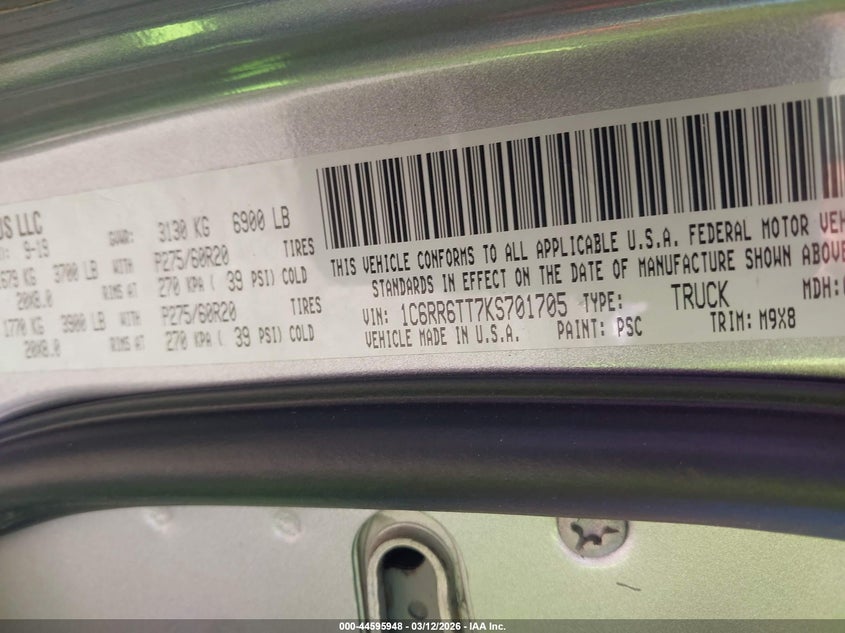 US LLC
9-19
GVWR: 3130 KG 6900 LB
1679 KG 3700 LB WITH P275/60R20 TIRES
20X8.0 RIMS AT 270 KPA ( 39 PSI) COLD
1770 KG 3900 LB WITH P275/60R20 TIRES
20X8.0 RIMS AT 270 KPA ( 39 PSI) COLD
THIS VEHICLE CONFORMS TO ALL APPLICABLE U.S.A. FEDERAL MOTOR VEH
STANDARDS IN EFFECT ON THE DATE OF MANUFACTURE SHOWN ABOVE
VIN: 1C6RR6TT7KS701705 TYPE: TRUCK MDH:
VEHICLE MADE IN U.S.A. PAINT: PSC TRIM: M9X8
000-44595948 - 03/12/2026 - IAA Inc.